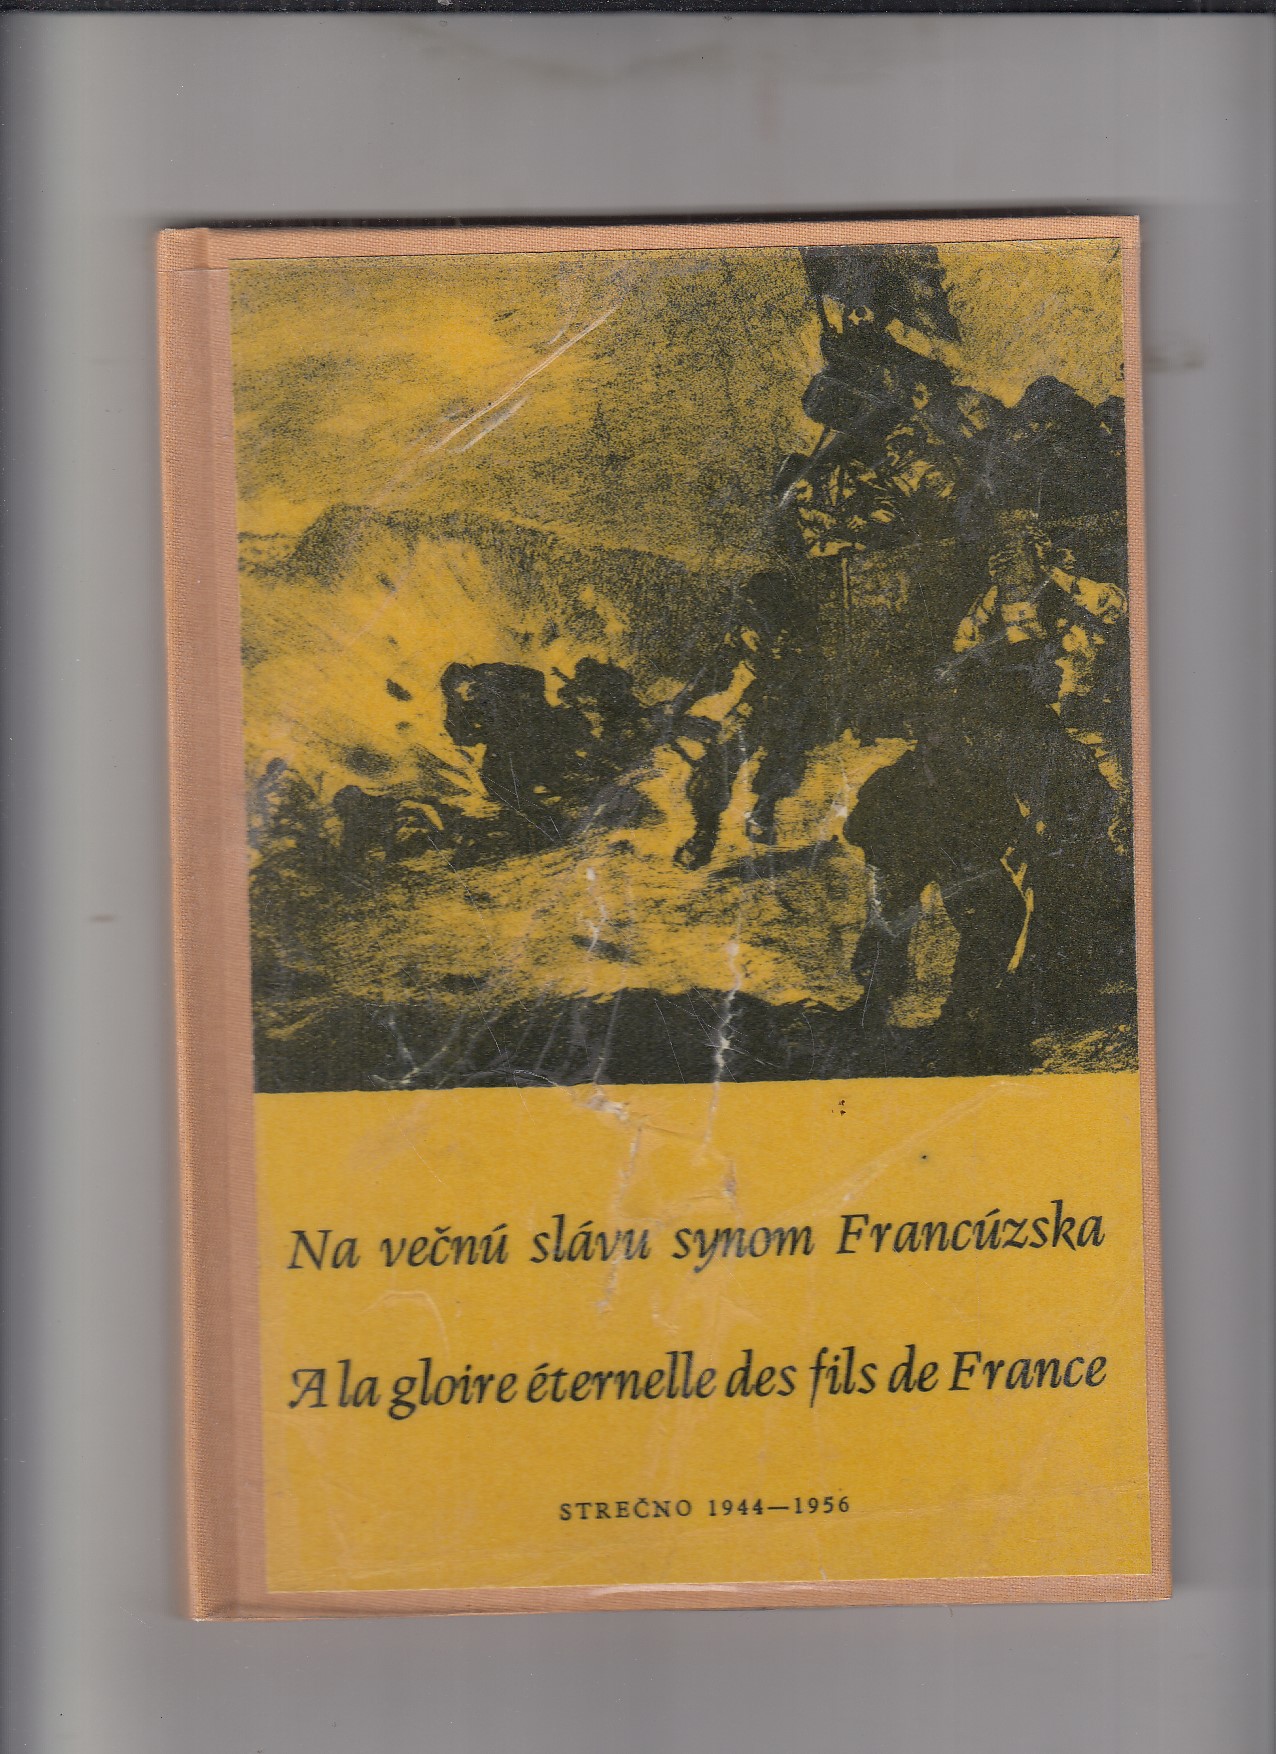 Na večnú slávu synom Francúzska
A la gloire éternelle des fils de France
STREČNO 1944—1956